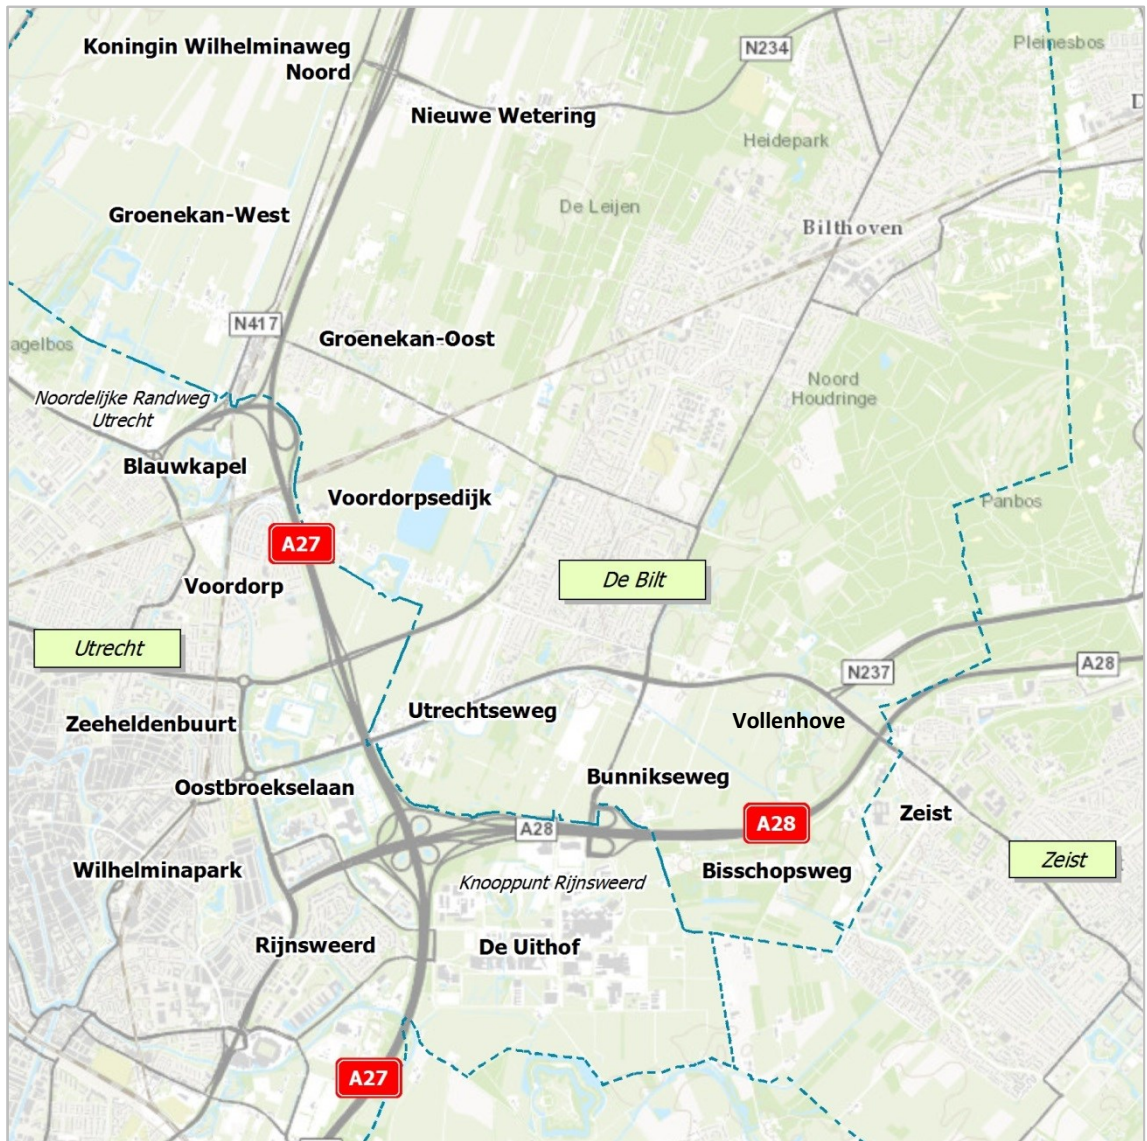 Koningin Wilhelminaweg
Noord
N234
Pleinesbos
Nieuwe Wetering
Heidepark
De Leijen
Groenekan-West
Bilthoven
N417
Groenekan-Oost
agelbos
Noord
Houdringe
Noordelijke Randweg
Utrecht
Blauwkapel
Voordorpsedijk
Panbos
A27
De Bilt
Voordorp
Utrecht
N237
A28
Utrechtseweg
Vollenhove
Zeeheldenbuurt
Bunnikseweg
Oostbroekselaan
A28
A28
Zeist
Zeist
Wilhelminapark
Bisschopsweg
Knooppunt Rijnsweerd
Rijnsweerd
De Uithof
A27